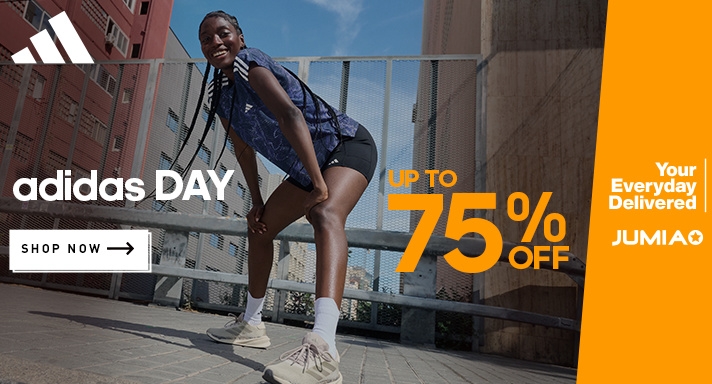 adidas DAY
SHOP NOW
UP TO
75%
OFF
Your
Everyday
Delivered
JUMIA